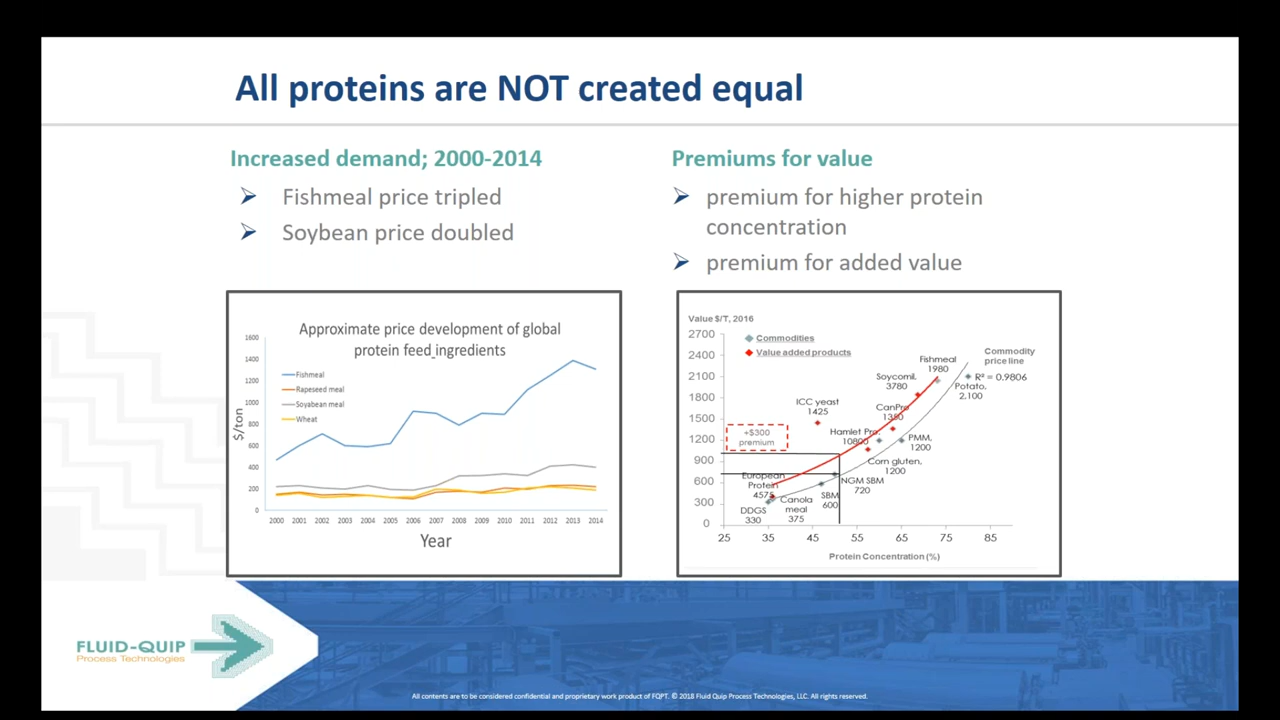 All proteins are NOT created equal
Increased demand; 2000-2014
Fishmeal price tripled
Soybean price doubled
Premiums for value
premium for higher protein
concentration
premium for added value
Approximate price development of global
protein feed ingredients
$/ton
1600
1400
1200
1000
800
600
400
200
0
Fishmeal
Rapeseed meal
Soyabean meal
Wheat
2000 2001 2002 2003 2004 2005 2006 2007 2008 2009 2010 2011 2012 2013 2014
Year
Value $/T, 2016
2700
2400
2100
1800
1500
1200
900
600
300
0
Commodities
Value added products
Commodity
price line
R² = 0.9806
Fishmeal
1980
Potato,
2,100
Soycomil,
3780
ICC yeast
1425
CanPro
1350
Hamlet Pro,
10800
PMM,
1200
Corn gluten,
1200
+$300
premium
European
Protein
4575
NGM SBM
720
SBM
600
Canola
meal
375
DDGS
330
25 35 45 55 65 75 85
Protein Concentration (%)
FLUID-QUIP
Process Technologies
All contents are to be considered confidential and proprietary work product of FQPT. © 2018 Fluid Quip Process Technologies, LLC. All rights reserved.